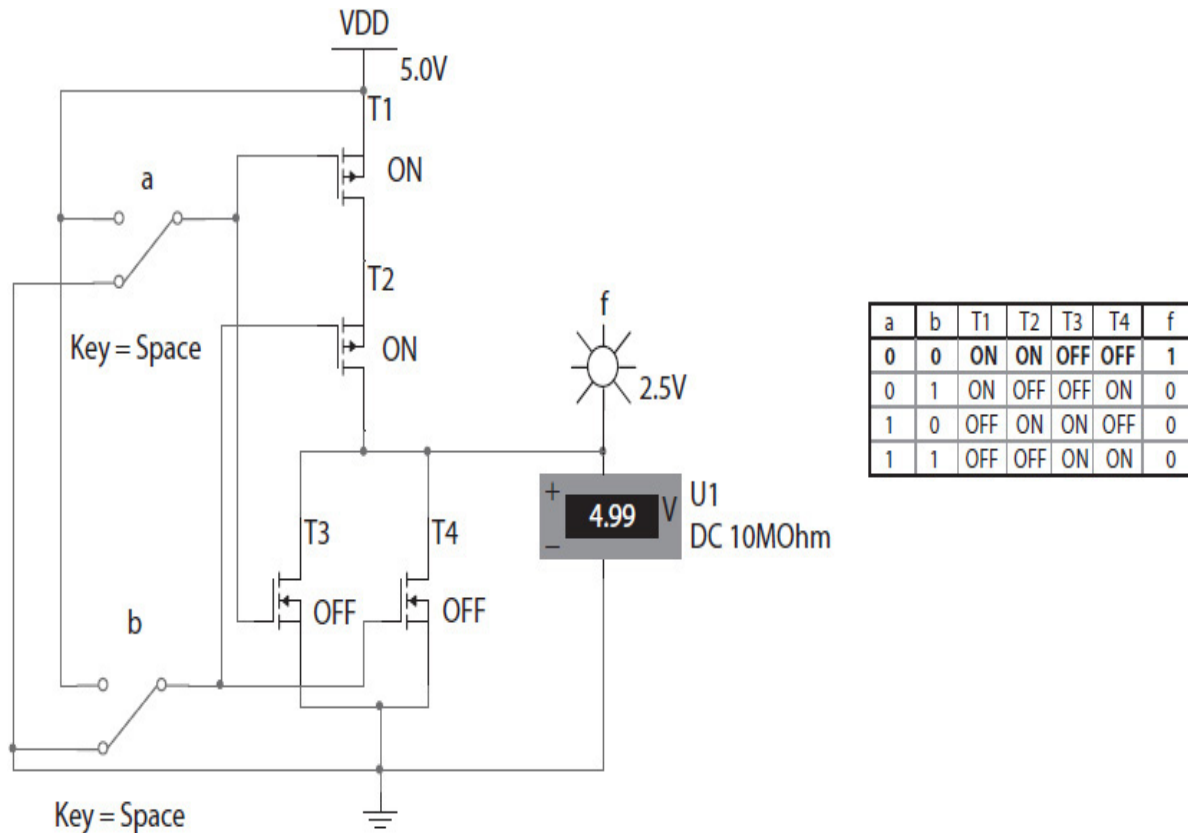 VDD
5.0V
T1
ON
a
T2
Key = Space
ON
f
2.5V
a b T1 T2 T3 T4 f
0 0 ON ON OFF OFF 1
0 1 ON OFF OFF ON 0
1 0 OFF ON ON OFF 0
1 1 OFF OFF ON ON 0
+
4.99 V
−
U1
DC 10MOhm
T3
T4
OFF
OFF
b
Key = Space